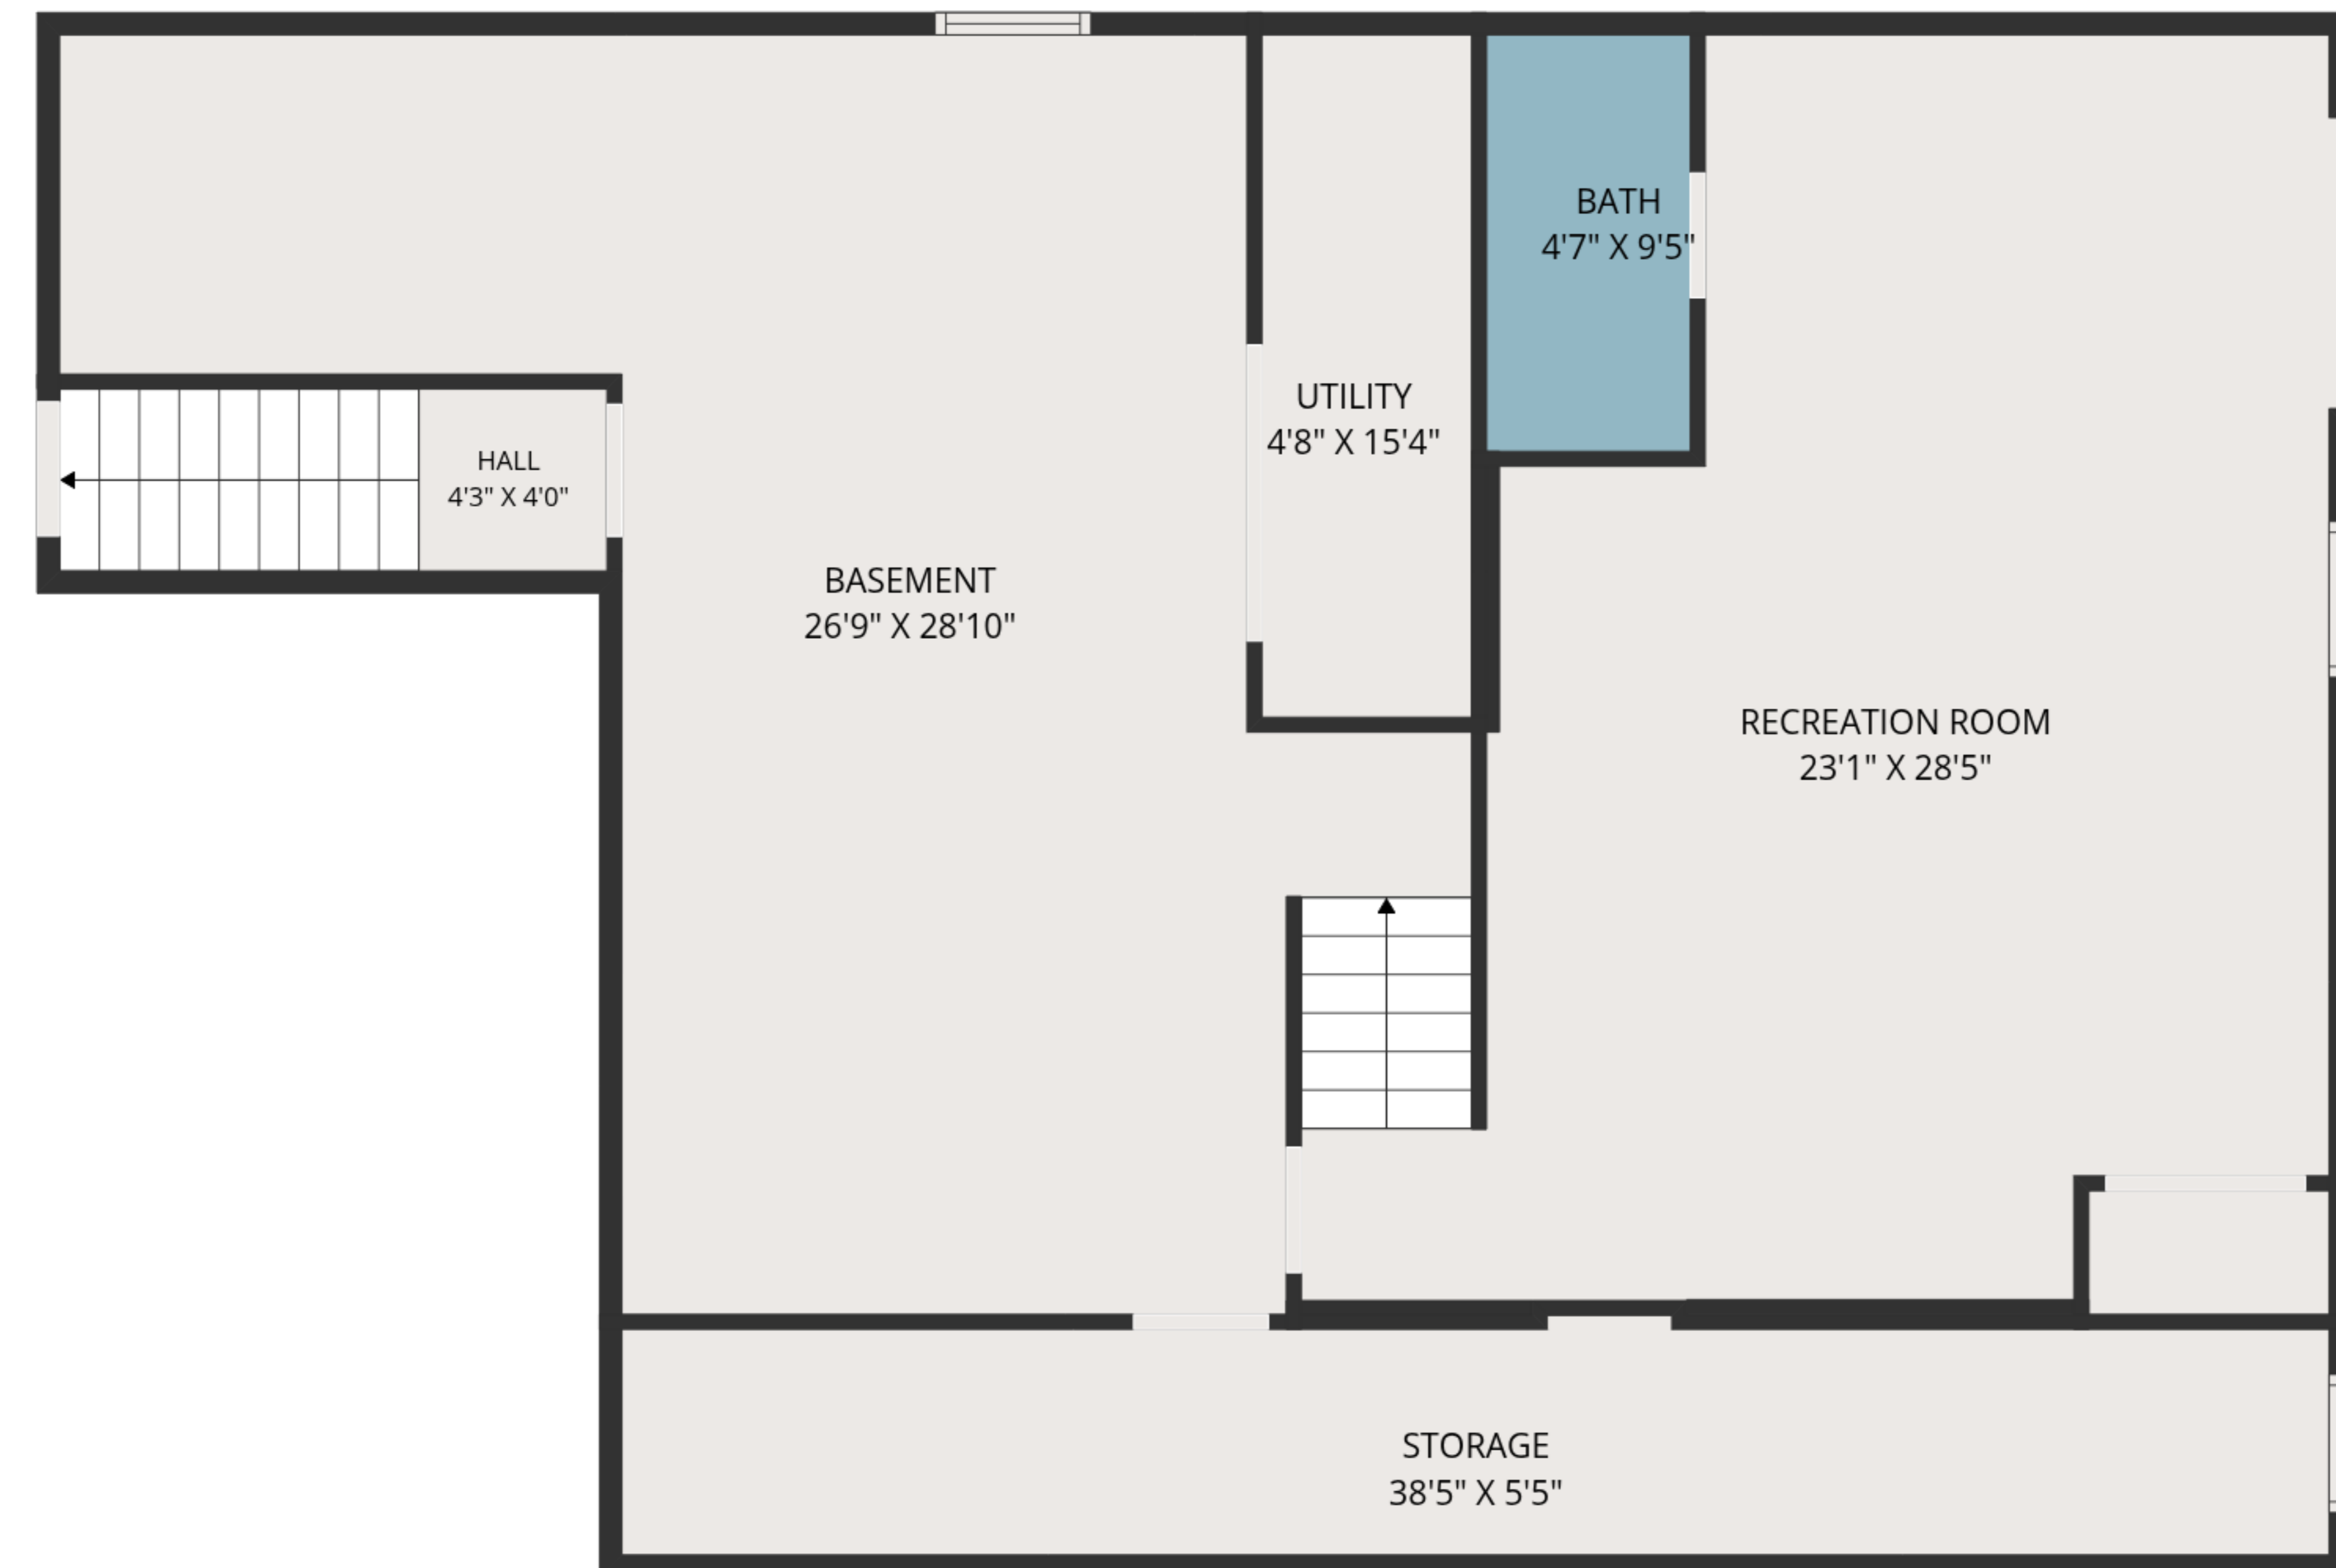 BATH
4'7" X 9'5"
UTILITY
4'8" X 15'4"
HALL
4'3" X 4'0"
BASEMENT
26'9" X 28'10"
RECREATION ROOM
23'1" X 28'5"
STORAGE
38'5" X 5'5"